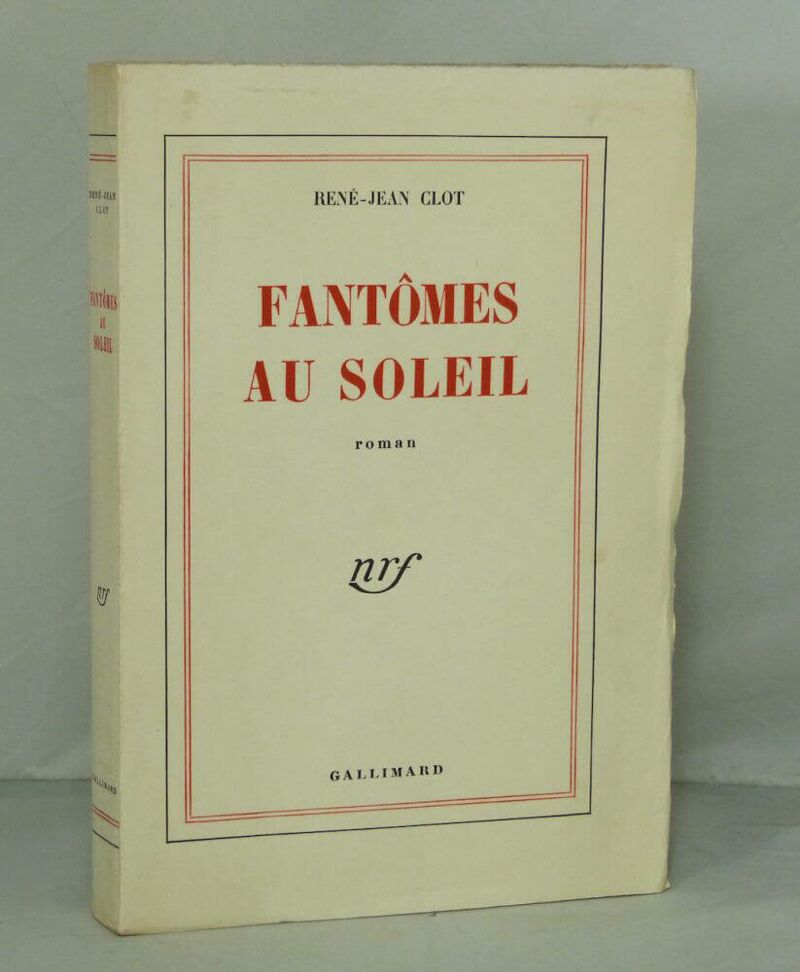 RENÉ-JEAN CLOT
FANTÔMES
AU SOLEIL
roman
nrf
GALLIMARD
RENÉ-JEAN
CLOT
FANTÔMES
AU
SOLEIL
nrf
GALLIMARD